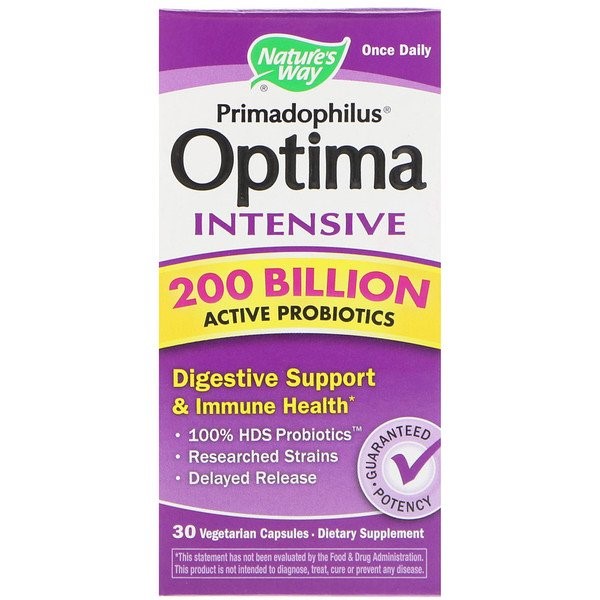 Nature's
Way®
Once Daily
Primadophilus®
Optima
INTENSIVE
200 BILLION
ACTIVE PROBIOTICS
Digestive Support
& Immune Health*
• 100% HDS Probiotics™
• Researched Strains
• Delayed Release
GUARANTEED
• POTENCY •
30 Vegetarian Capsules • Dietary Supplement
*This statement has not been evaluated by the Food & Drug Administration.
This product is not intended to diagnose, treat, cure or prevent any disease.